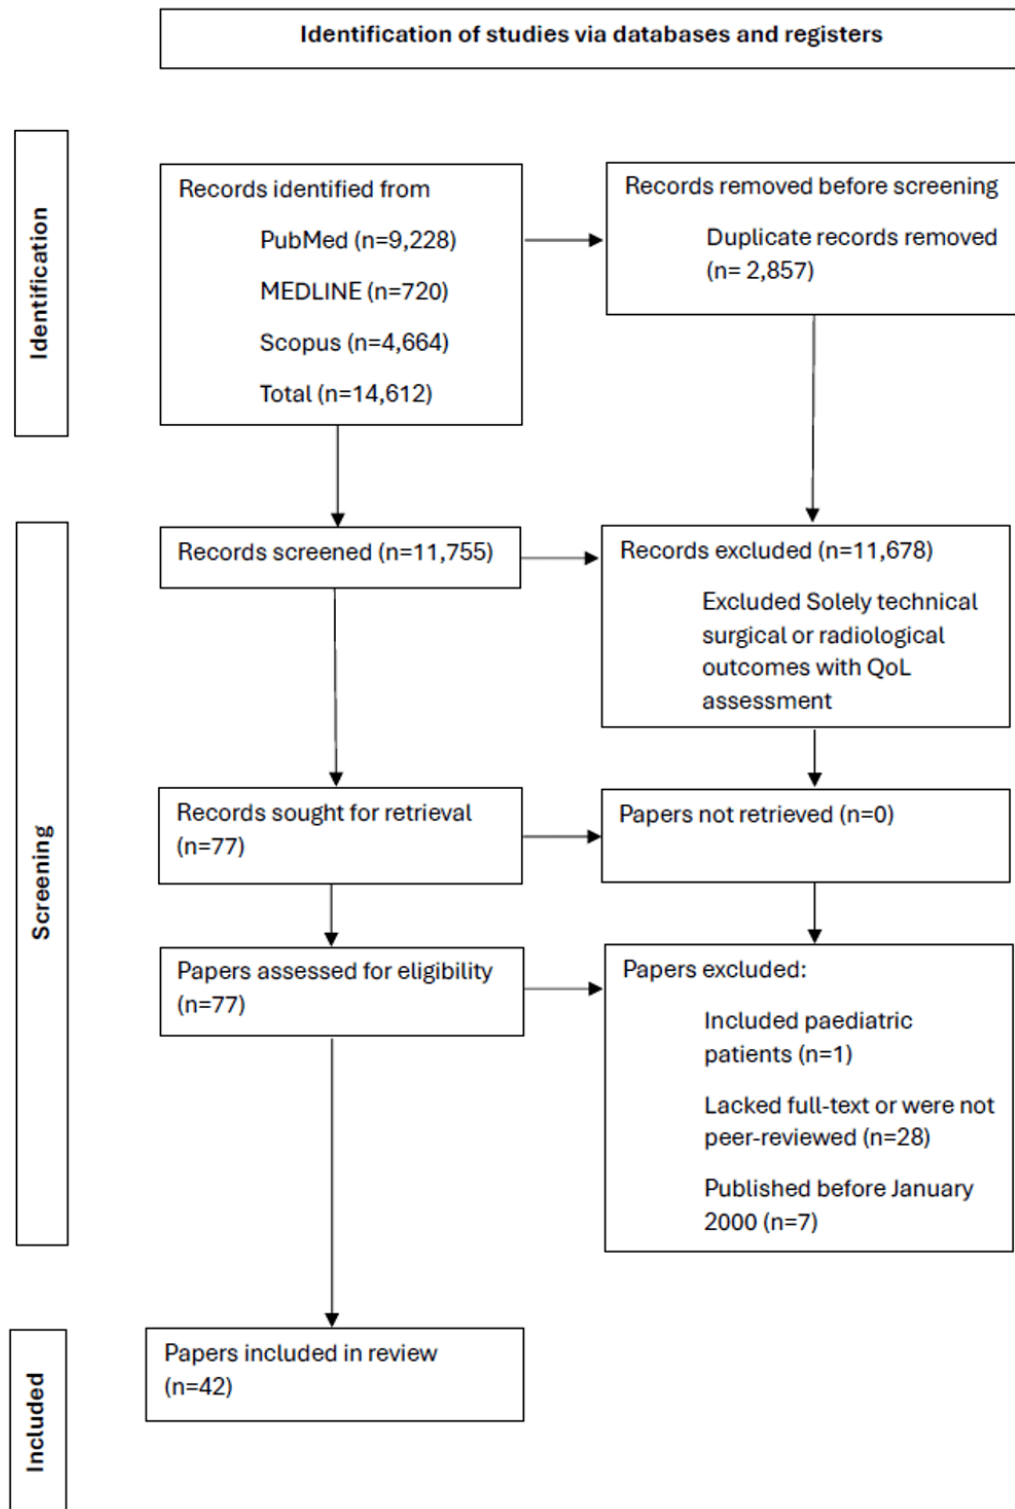 Identification of studies via databases and registers
Identification
Records identified from
PubMed (n=9,228)
MEDLINE (n=720)
Scopus (n=4,664)
Total (n=14,612)
Records removed before screening
Duplicate records removed
(n= 2,857)
Screening
Records screened (n=11,755)
Records excluded (n=11,678)
Excluded Solely technical
surgical or radiological
outcomes with QoL
assessment
Records sought for retrieval
(n=77)
Papers not retrieved (n=0)
Papers assessed for eligibility
(n=77)
Papers excluded:
Included paediatric
patients (n=1)
Lacked full-text or were not
peer-reviewed (n=28)
Published before January
2000 (n=7)
Included
Papers included in review
(n=42)